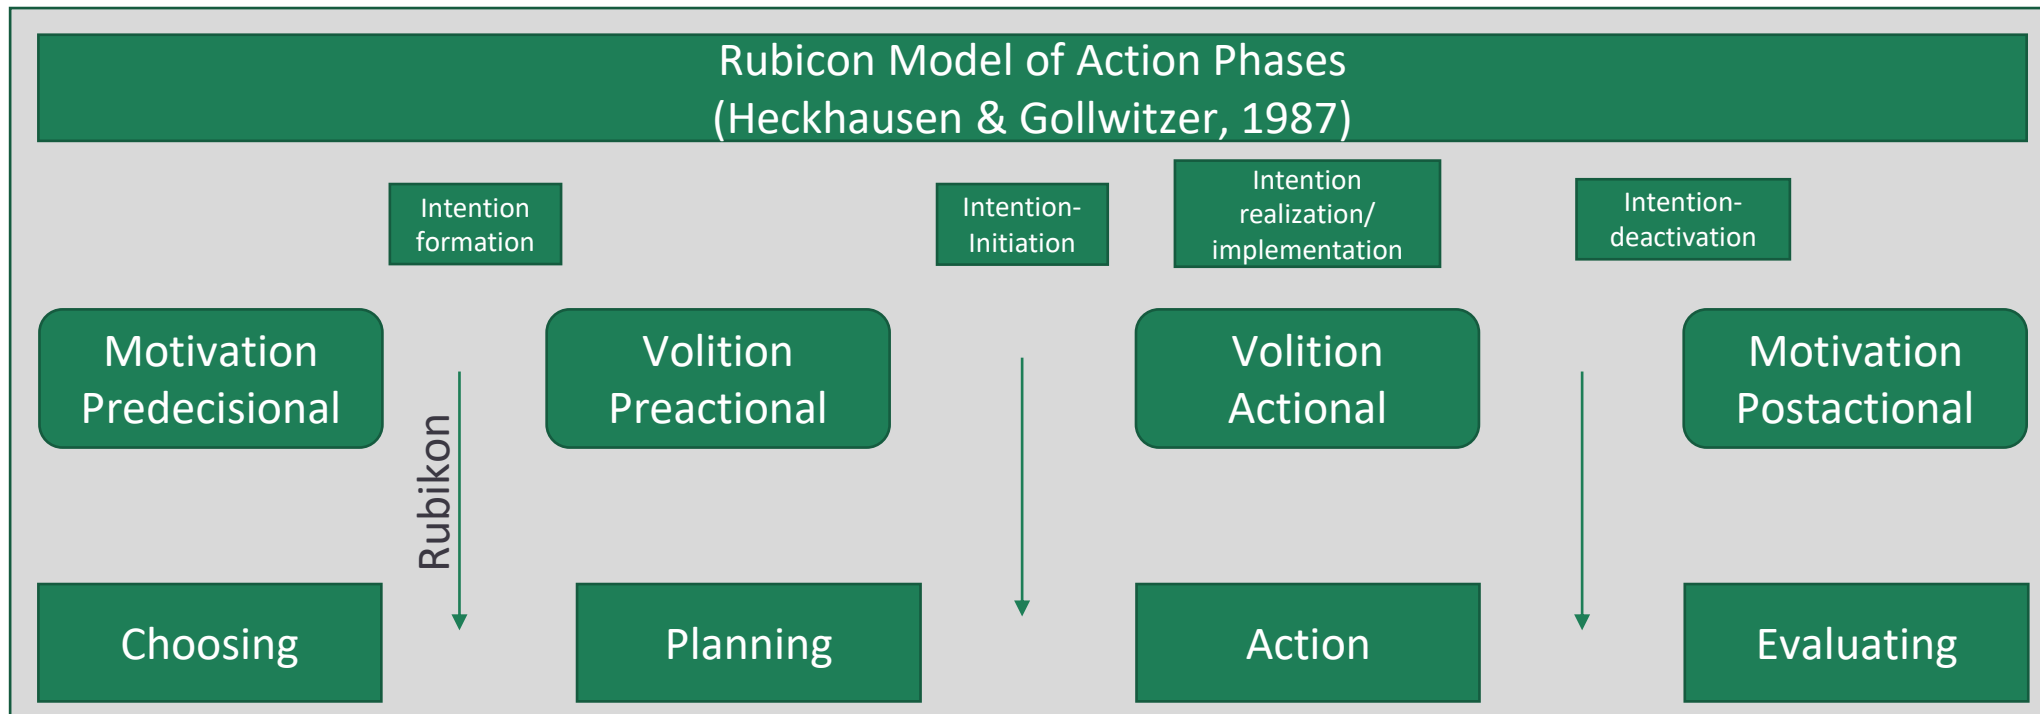 Rubicon Model of Action Phases
(Heckhausen & Gollwitzer, 1987)
Intention
formation
Intention-
Initiation
Intention
realization/
implementation
Intention-
deactivation
Motivation
Predecisional
Rubikon
Volition
Preactional
Volition
Actional
Motivation
Postactional
Choosing
Planning
Action
Evaluating